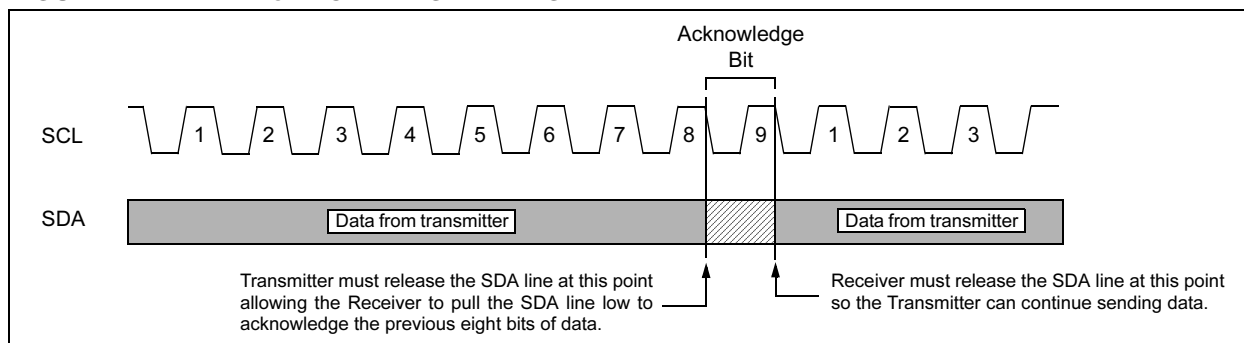 Acknowledge
Bit
SCL
1 2 3 4 5 6 7 8 9 1 2 3
SDA
Data from transmitter
Data from transmitter
Transmitter must release the SDA line at this point
allowing the Receiver to pull the SDA line low to
acknowledge the previous eight bits of data.
Receiver must release the SDA line at this point
so the Transmitter can continue sending data.